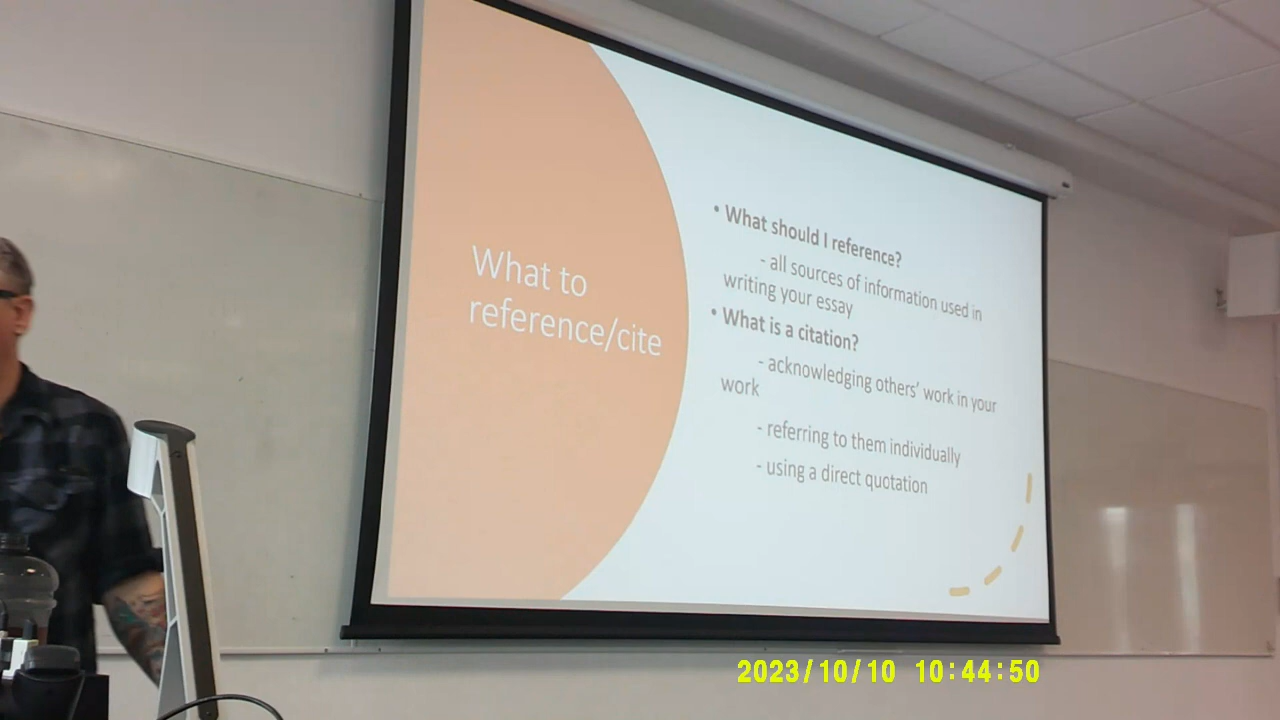 What to
reference/cite
• What should I reference?
- all sources of information used in
writing your essay
• What is a citation?
- acknowledging others' work in your
work
- referring to them individually
- using a direct quotation
2023/10/10 10:44:50